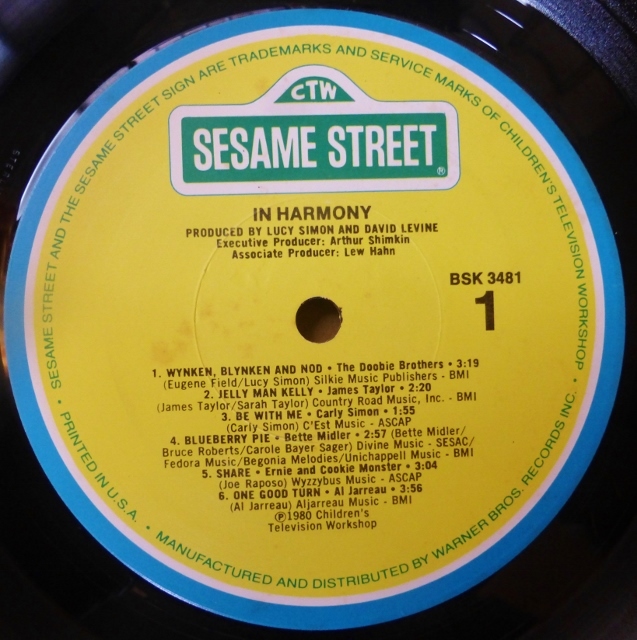 CTW
SESAME STREET®
IN HARMONY
PRODUCED BY LUCY SIMON AND DAVID LEVINE
Executive Producer: Arthur Shimkin
Associate Producer: Lew Hahn
BSK 3481
1
1. WYNKEN, BLYNKEN AND NOD • The Doobie Brothers • 3:19
(Eugene Field/Lucy Simon) Silkie Music Publishers - BMI
2. JELLY MAN KELLY • James Taylor • 2:20
(James Taylor/Sarah Taylor) Country Road Music, Inc. - BMI
3. BE WITH ME • Carly Simon • 1:55
(Carly Simon) C'Est Music - ASCAP
4. BLUEBERRY PIE • Bette Midler • 2:57 (Bette Midler/
Bruce Roberts/Carole Bayer Sager) Divine Music - SESAC/
Fedora Music/Begonia Melodies/Unichappell Music - BMI
5. SHARE • Ernie and Cookie Monster • 3:04
(Joe Raposo) Wyzzybus Music - ASCAP
6. ONE GOOD TURN • Al Jarreau • 3:56
(Al Jarreau) Aljarreau Music - BMI
℗1980 Children's
Television Workshop
• SESAME STREET AND THE SESAME STREET SIGN ARE TRADEMARKS AND SERVICE MARKS OF CHILDREN'S TELEVISION WORKSHOP •
• PRINTED IN U.S.A. • MANUFACTURED AND DISTRIBUTED BY WARNER BROS. RECORDS INC.